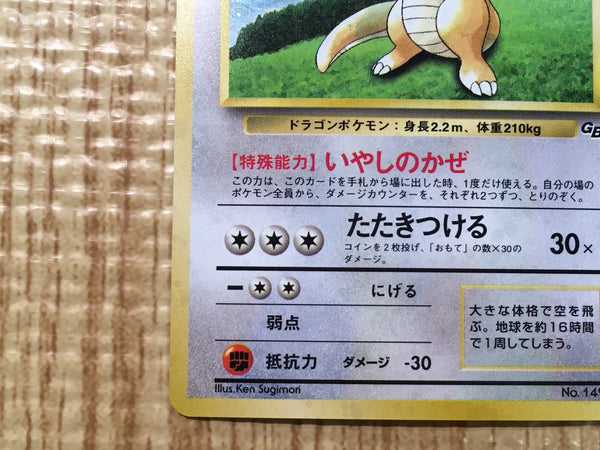 ドラゴンポケモン：身長2.2m、体重210kg
GB
【特殊能力】いやしのかぜ
この力は、このカードを手札から場に出した時、1度だけ使える。自分の場の
ポケモン全員から、ダメージカウンターを、それぞれ2つずつ、とりのぞく。
たたきつける
コインを2枚投げ、「おもて」の数×30の
ダメージ。
30×
にげる
弱点
抵抗力 ダメージ -30
大きな体格で空を飛
ぶ。地球を約16時間
で1周してしまう。
Illus.Ken Sugimori
No. 149